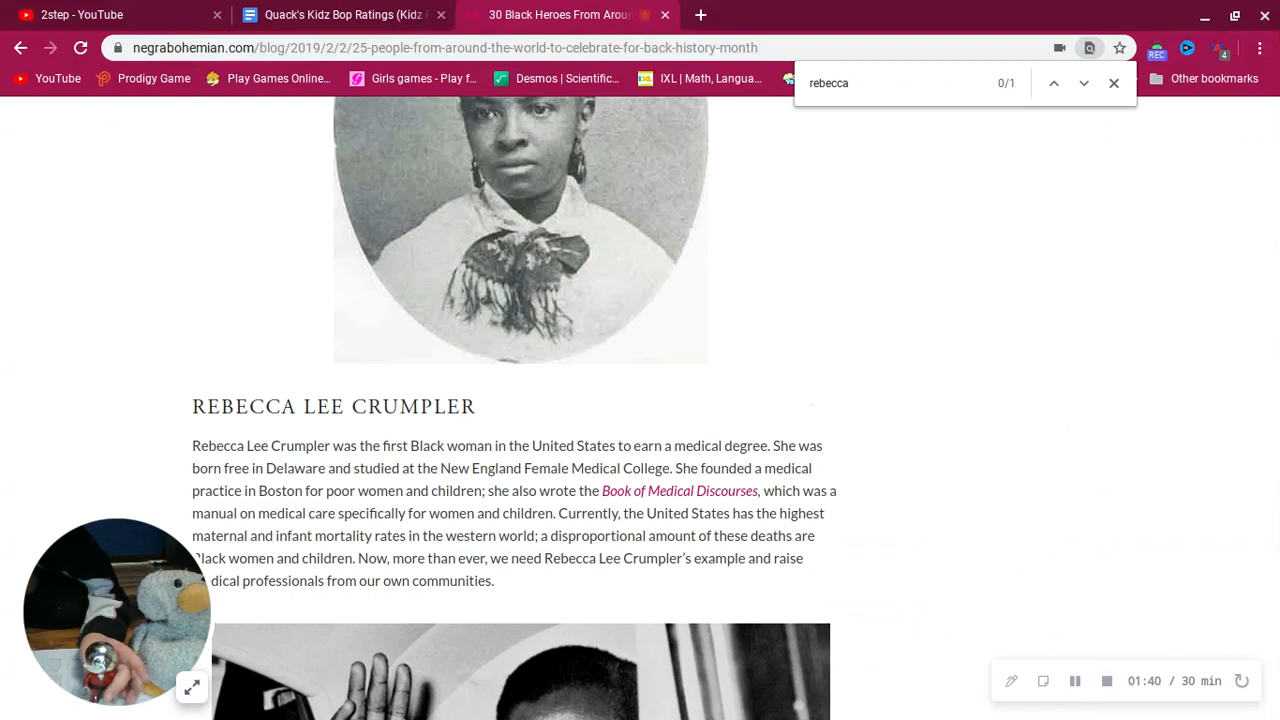 2step - YouTube
Quack's Kidz Bop Ratings (Kidz
30 Black Heroes From Arou
negrabohemian.com/blog/2019/2/2/25-people-from-around-the-world-to-celebrate-for-back-history-month
REC
4
YouTube
Prodigy Game
Play Games Online...
Girls games - Play f...
Desmos | Scientific...
IXL | Math, Langua...
Other bookmarks
rebecca
0/1
REBECCA LEE CRUMPLER
Rebecca Lee Crumpler was the first Black woman in the United States to earn a medical degree. She was
born free in Delaware and studied at the New England Female Medical College. She founded a medical
practice in Boston for poor women and children; she also wrote the Book of Medical Discourses, which was a
manual on medical care specifically for women and children. Currently, the United States has the highest
maternal and infant mortality rates in the western world; a disproportional amount of these deaths are
Black women and children. Now, more than ever, we need Rebecca Lee Crumpler's example and raise
dical professionals from our own communities.
01:40 / 30 min